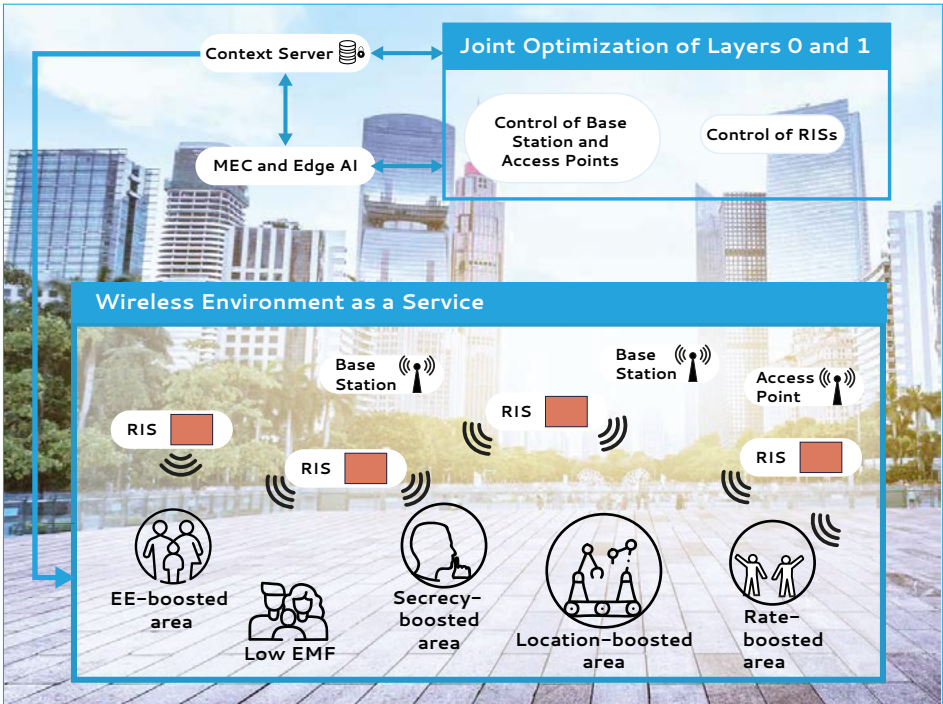 Context Server
Joint Optimization of Layers 0 and 1
Control of Base
Station and
Access Points
Control of RISs
MEC and Edge AI
Wireless Environment as a Service
Base
Station
Base
Station
Access
Point
RIS
RIS
RIS
RIS
EE-boosted
area
Low EMF
Secrecy-
boosted
area
Location-boosted
area
Rate-
boosted
area